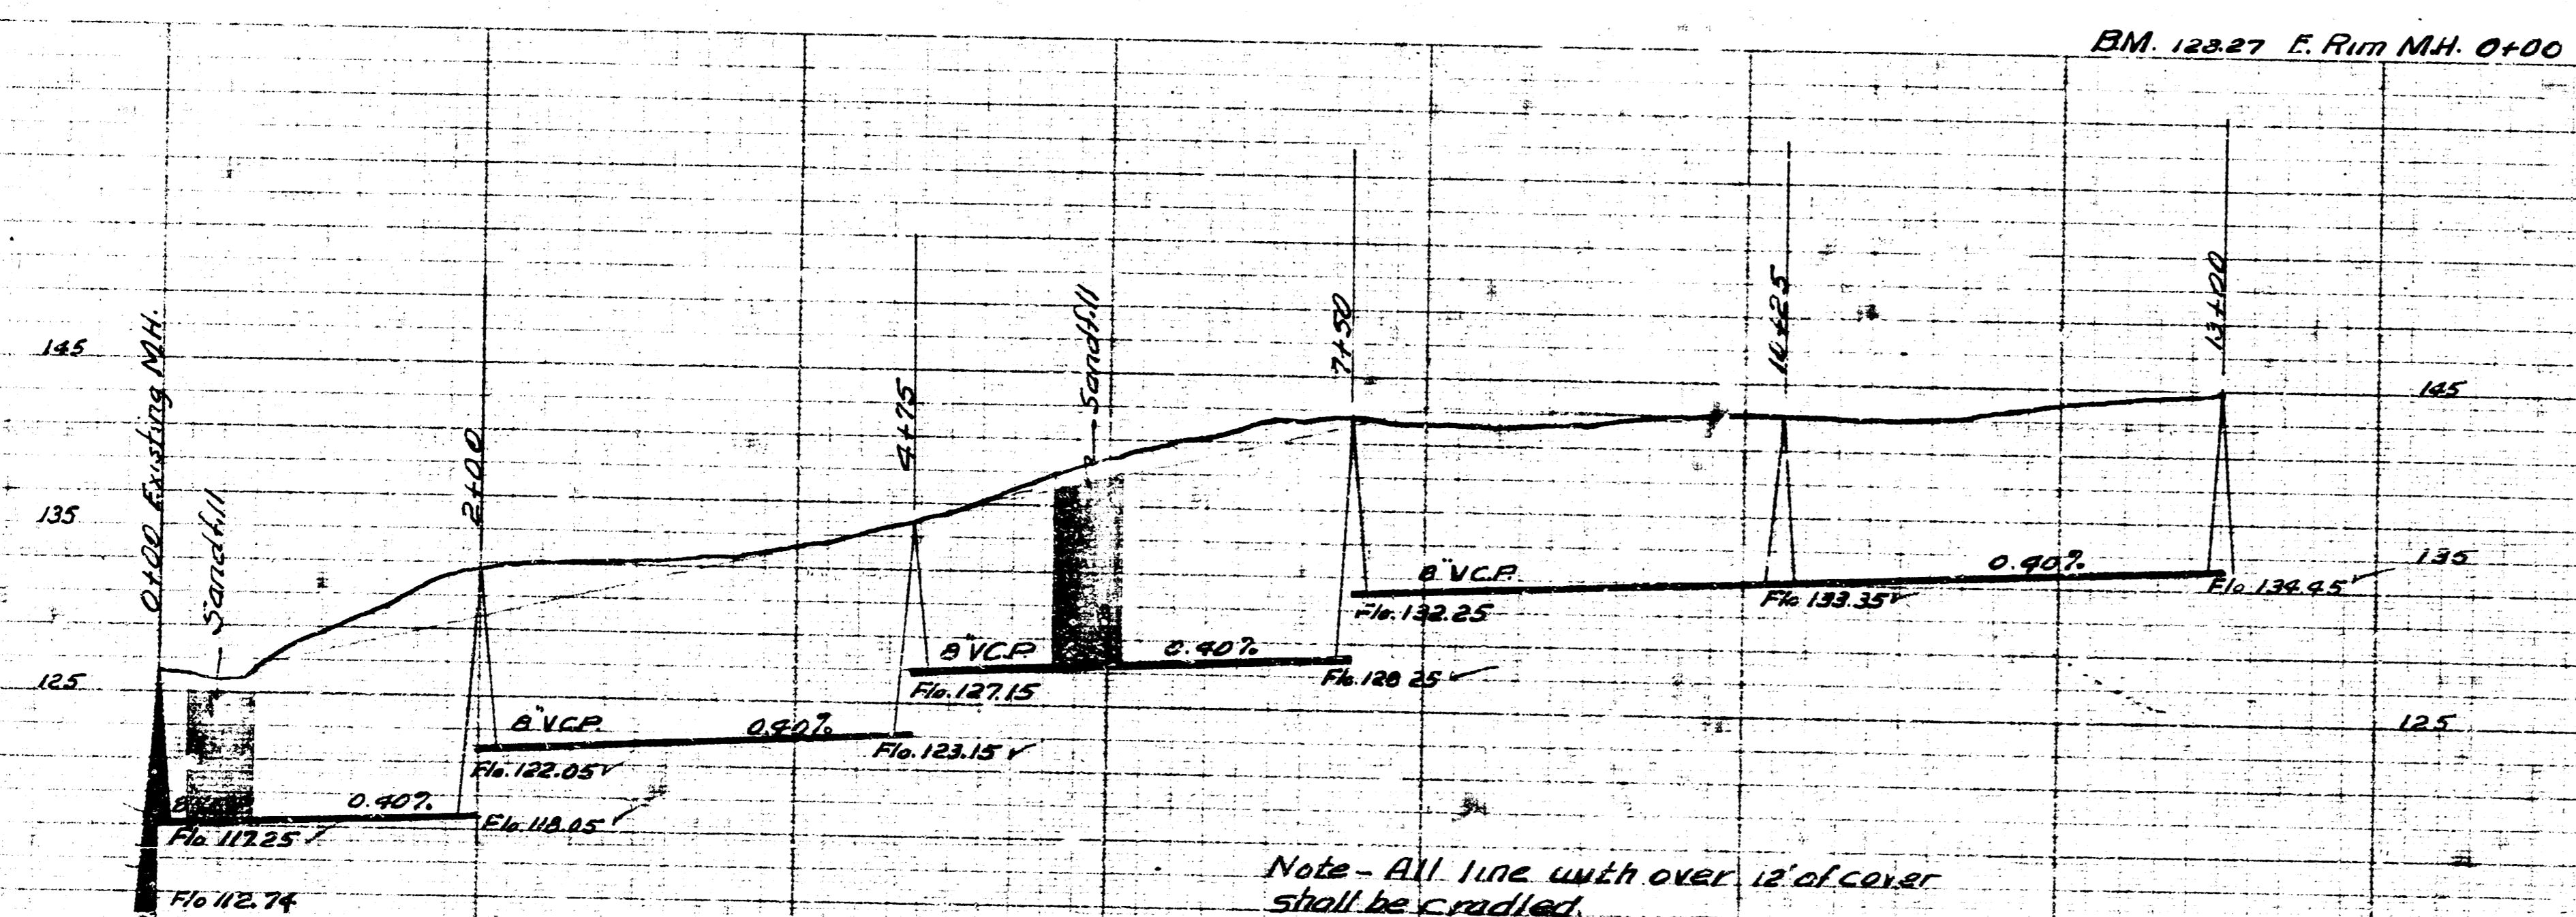 BM. 128.27 E. Rim M.H. 0+00
145
0+00 Existing M.H.
Sandfill
2+00
4+75
Sandfill
7+50
10+25
13+00
145
135
135
125
125
8" V.C.P.
0.40%
Flo. 132.25
Flo 133.35
Flo 134.45
8" V.C.P.
0.40%
Flo. 127.15
Flo. 128.25
8" V.C.P.
0.40%
Flo. 122.05
Flo. 123.15
0.40%
Flo. 117.25
Flo. 118.05
Flo 112.74
Note - All line with over 12' of cover
shall be cradled.